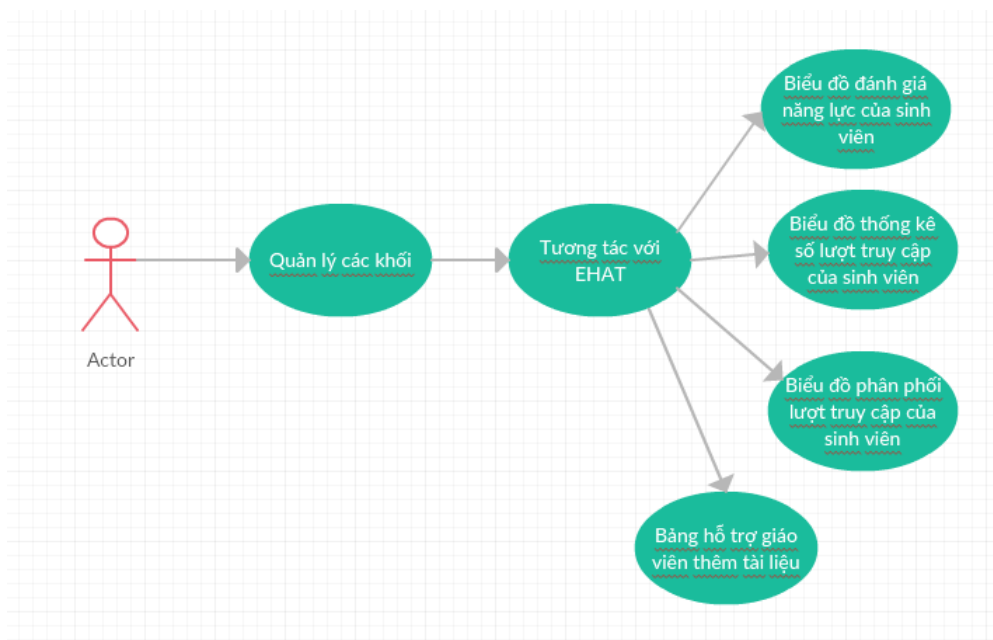 Biểu đồ đánh giá
năng lực của sinh
viên
Biểu đồ thống kê
số lượt truy cập
của sinh viên
Tương tác với
EHAT
Quản lý các khối
Actor
Biểu đồ phân phối
lượt truy cập của
sinh viên
Bảng hỗ trợ giáo
viên thêm tài liệu